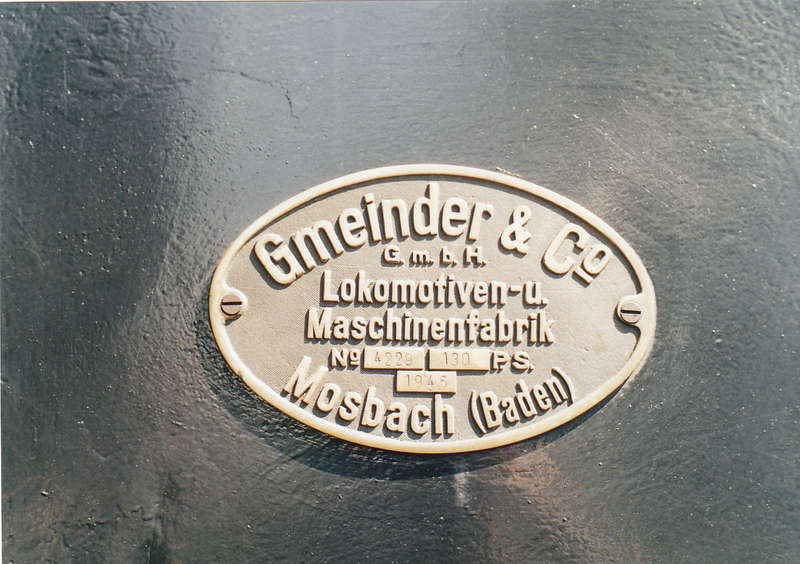 Gmeinder & Co
G.m.b.H.
Lokomotiven-u.
Maschinenfabrik
No 4229 130 PS.
1946
Mosbach (Baden)